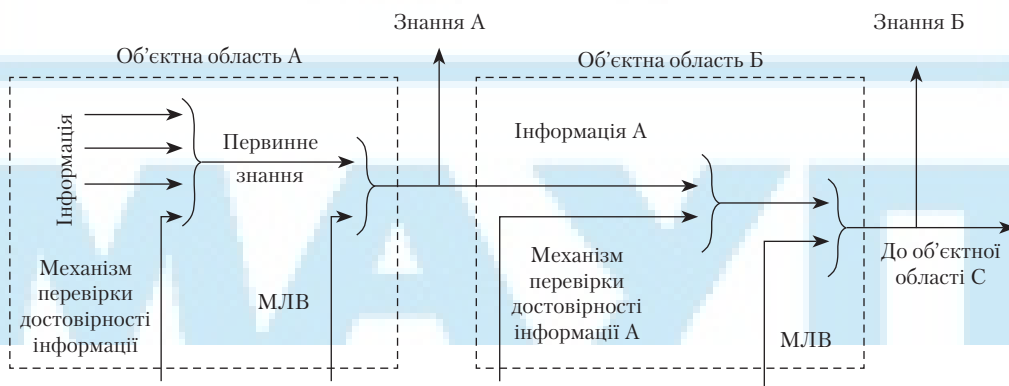 Знання А
Знання Б
Об’єктна область А
Об’єктна область Б
Інформація
Первинне
знання
Інформація А
Механізм
перевірки
достовірності
інформації
МЛВ
Механізм
перевірки
достовірності
інформації А
МЛВ
До об’єктної
області С
МАУП